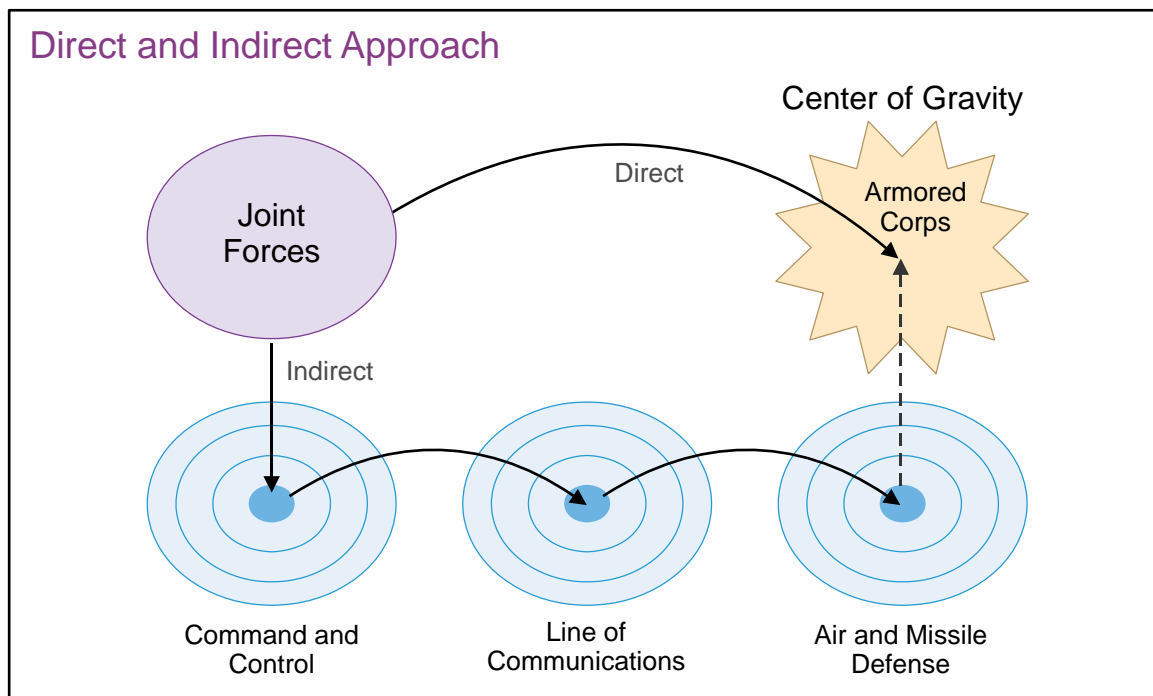 Direct and Indirect Approach
Center of Gravity
Direct
Armored
Corps
Joint
Forces
Indirect
Command and
Control
Line of
Communications
Air and Missile
Defense